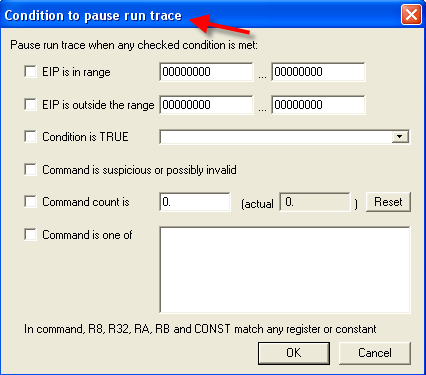 Condition to pause run trace
Pause run trace when any checked condition is met:
EIP is in range 00000000 ... 00000000
EIP is outside the range 00000000 ... 00000000
Condition is TRUE
Command is suspicious or possibly invalid
Command count is 0. (actual 0. ) Reset
Command is one of
In command, R8, R32, RA, RB and CONST match any register or constant
OK Cancel